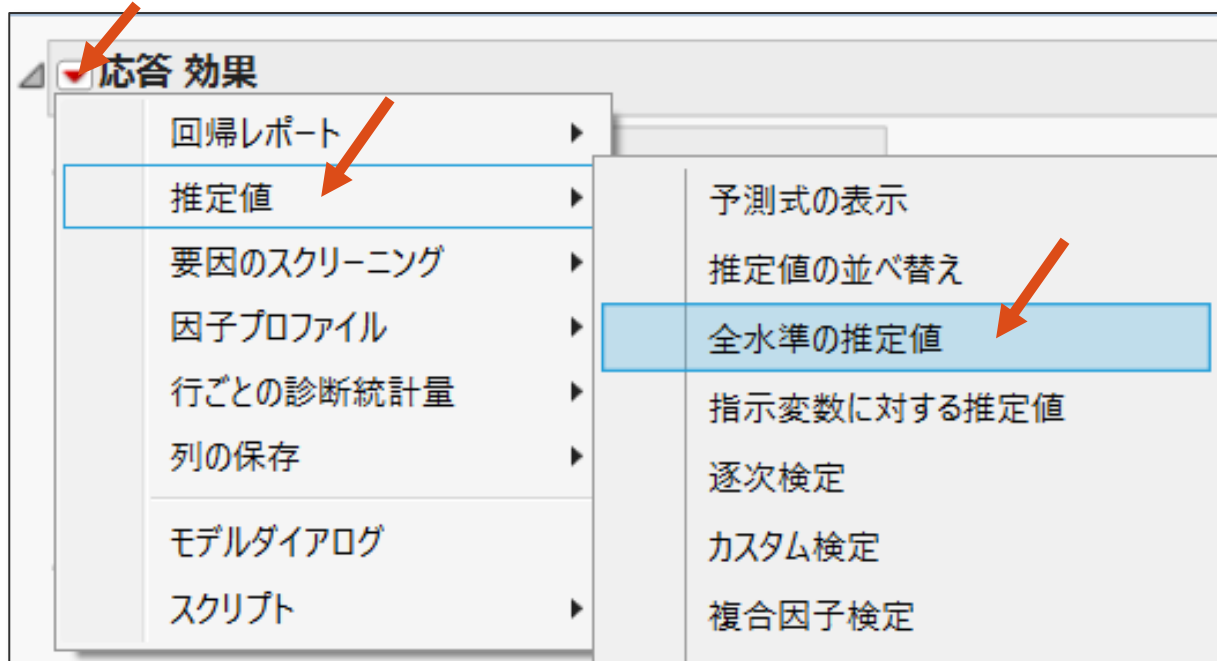 応答 効果
回帰レポート
推定値
要因のスクリーニング
因子プロファイル
行ごとの診断統計量
列の保存
モデルダイアログ
スクリプト
予測式の表示
推定値の並べ替え
全水準の推定値
指示変数に対する推定値
逐次検定
カスタム検定
複合因子検定